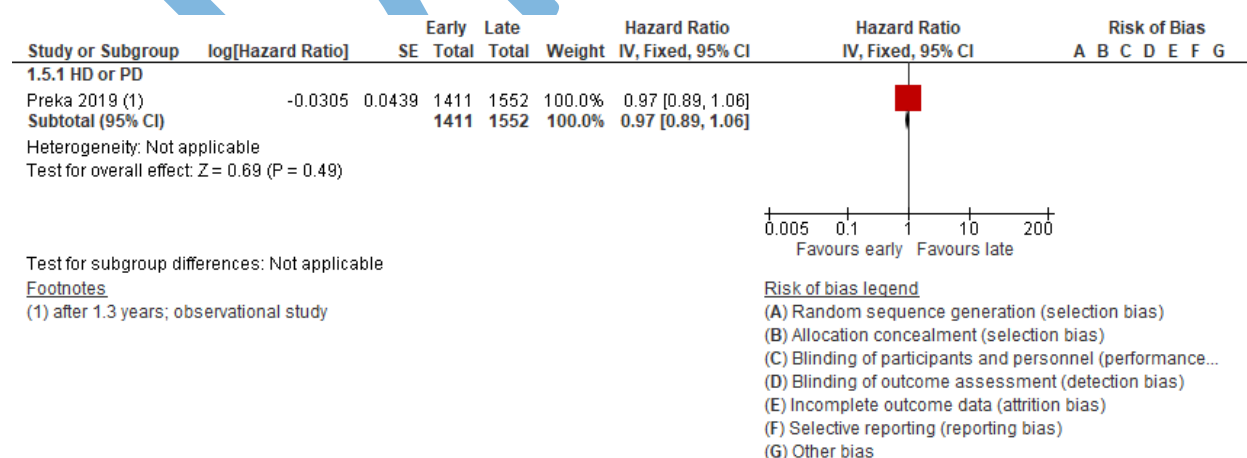 Early Late Hazard Ratio Hazard Ratio Risk of Bias
Study or Subgroup log[Hazard Ratio] SE Total Total Weight IV, Fixed, 95% CI IV, Fixed, 95% CI A B C D E F G
1.5.1 HD or PD
Preka 2019 (1) -0.0305 0.0439 1411 1552 100.0% 0.97 [0.89, 1.06]
Subtotal (95% CI) 1411 1552 100.0% 0.97 [0.89, 1.06]
Heterogeneity: Not applicable
Test for overall effect: Z = 0.69 (P = 0.49)
0.005 0.1 1 10 200
Favours early Favours late
Test for subgroup differences: Not applicable
Footnotes
(1) after 1.3 years; observational study
Risk of bias legend
(A) Random sequence generation (selection bias)
(B) Allocation concealment (selection bias)
(C) Blinding of participants and personnel (performance...
(D) Blinding of outcome assessment (detection bias)
(E) Incomplete outcome data (attrition bias)
(F) Selective reporting (reporting bias)
(G) Other bias